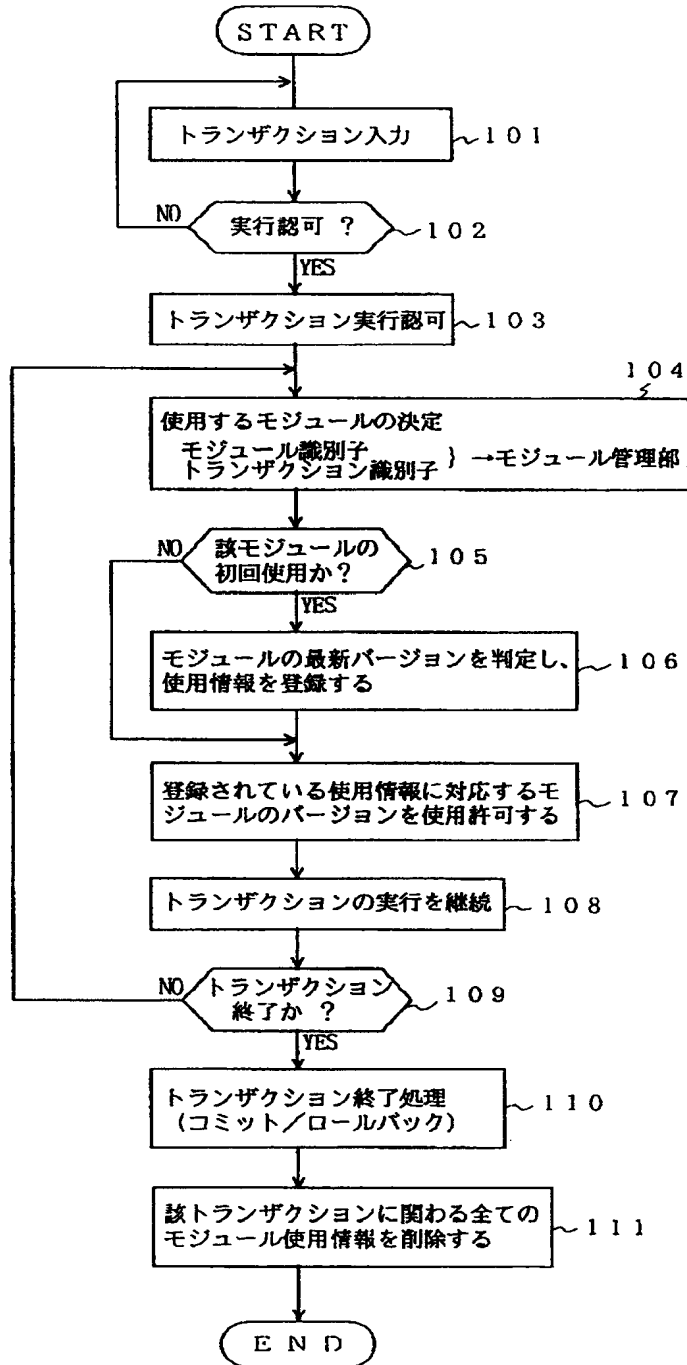 START
トランザクション入力
101
NO
実行認可 ?
102
YES
トランザクション実行認可
103
104
使用するモジュールの決定
モジュール識別子
トランザクション識別子
} →モジュール管理部
NO
該モジュールの
初回使用か?
105
YES
モジュールの最新バージョンを判定し、
使用情報を登録する
106
登録されている使用情報に対応するモ
ジュールのバージョンを使用許可する
107
トランザクションの実行を継続
108
NO
トランザクション
終了か ?
109
YES
トランザクション終了処理
(コミット/ロールバック)
110
該トランザクションに関わる全ての
モジュール使用情報を削除する
111
END